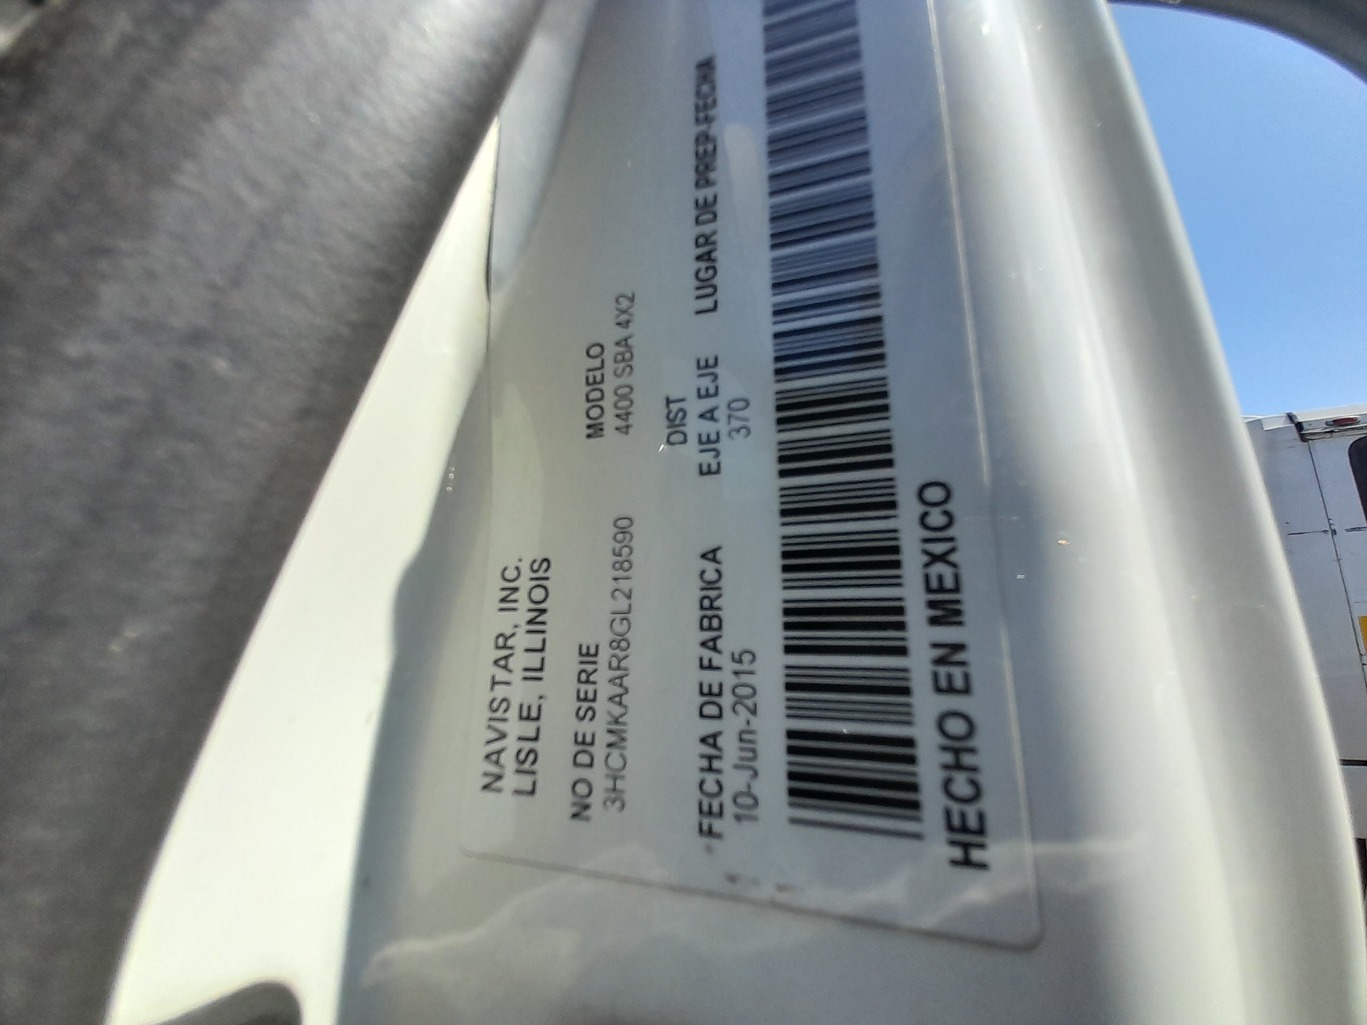 NAVISTAR, INC.
LISLE, ILLINOIS
NO DE SERIE MODELO
3HCMKAAR8GL218590 4400 SBA 4X2
DIST
FECHA DE FABRICA EJE A EJE LUGAR DE PREP-FECHA
10-Jun-2015 370
HECHO EN MEXICO